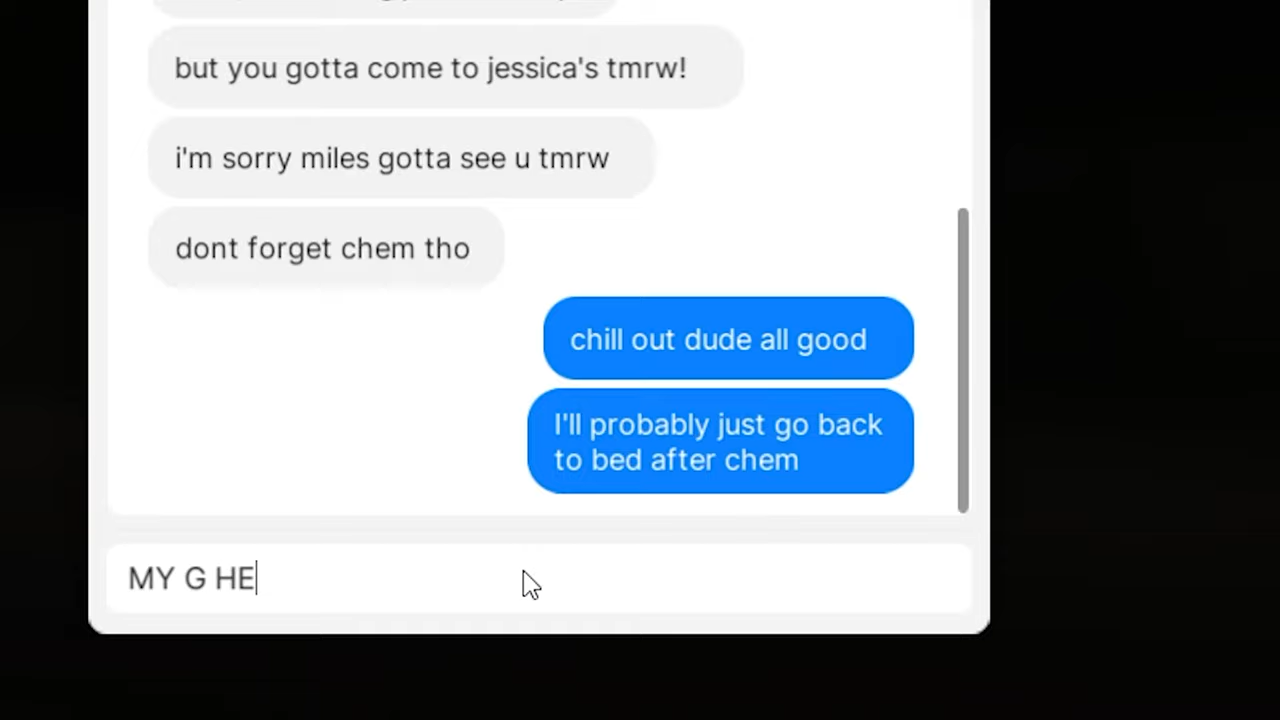 but you gotta come to jessica's tmrw!
i'm sorry miles gotta see u tmrw
dont forget chem tho
chill out dude all good
I'll probably just go back
to bed after chem
MY G HE